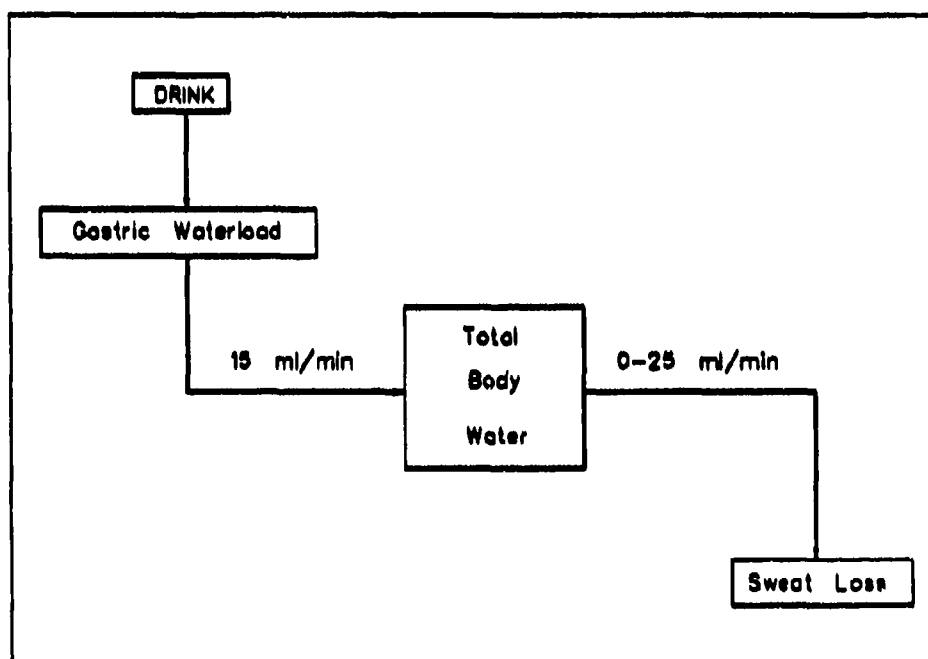 DRINK
Gastric Waterload
15 ml/min
Total
Body
Water
0-25 ml/min
Sweat Loss